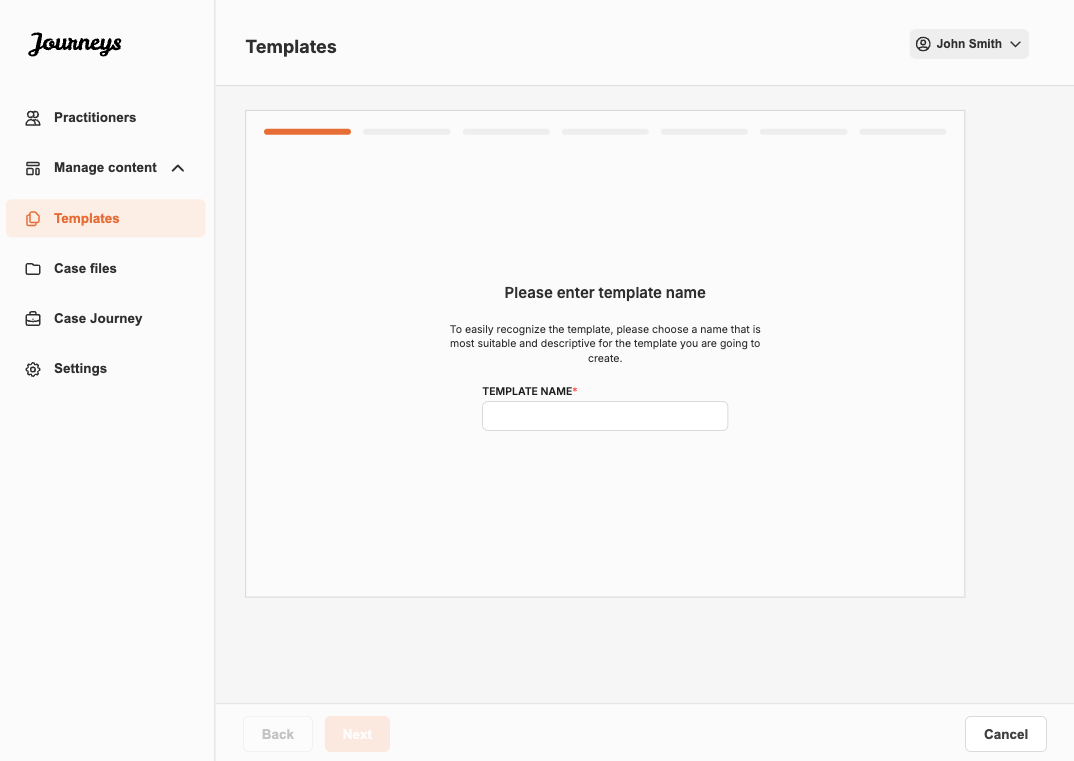 Journeys
Templates
John Smith
Practitioners
Manage content
Templates
Case files
Case Journey
Settings
Please enter template name
To easily recognize the template, please choose a name that is
most suitable and descriptive for the template you are going to
create.
TEMPLATE NAME*
Back
Next
Cancel